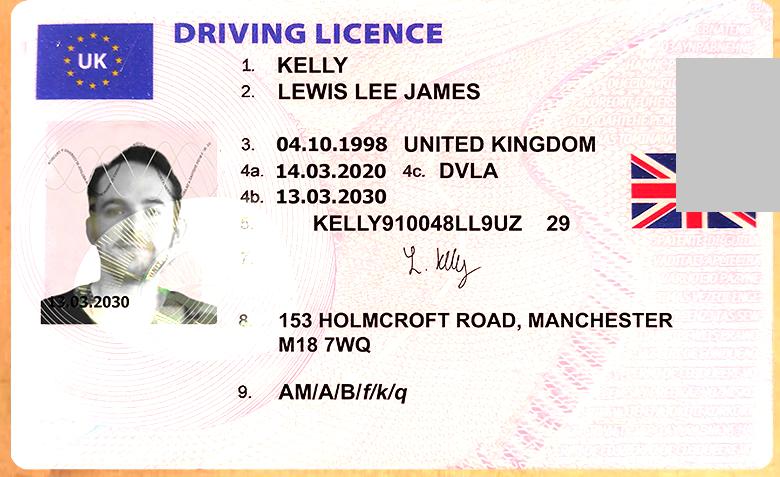 DRIVING LICENCE
UK
1. KELLY
2. LEWIS LEE JAMES
3. 04.10.1998 UNITED KINGDOM
4a. 14.03.2020 4c. DVLA
4b. 13.03.2030
5. KELLY910048LL9UZ 29
7. L. Kelly
13.03.2030
8. 153 HOLMCROFT ROAD, MANCHESTER
M18 7WQ
9. AM/A/B/f/k/q